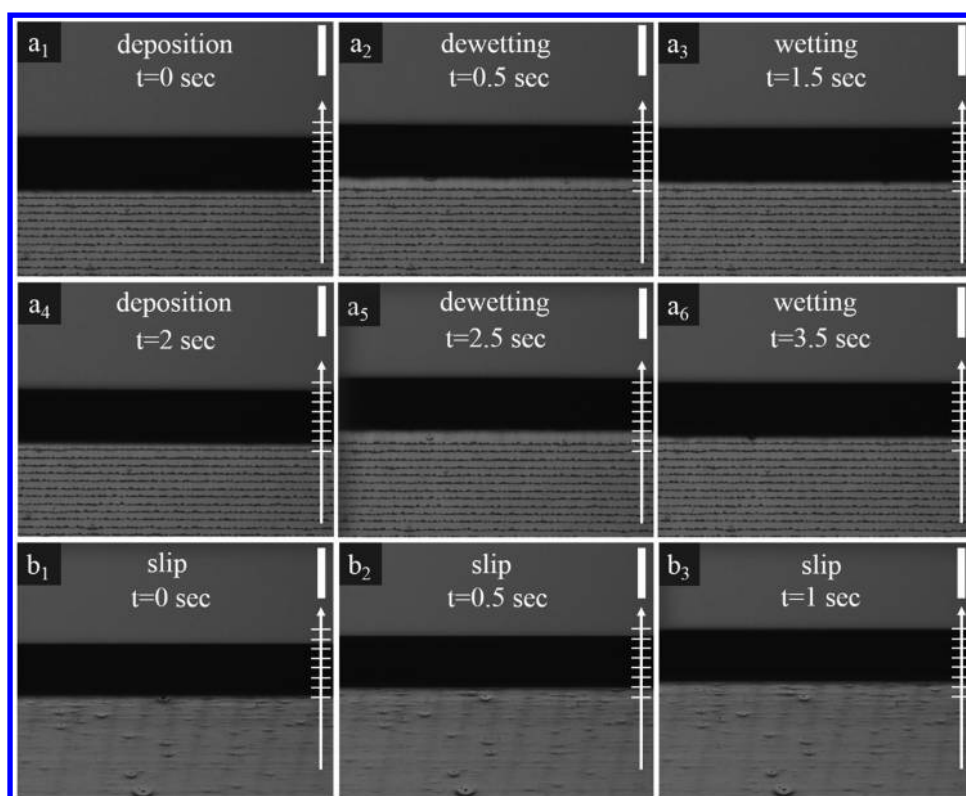 a₁ deposition
t=0 sec
a₂ dewetting
t=0.5 sec
a₃ wetting
t=1.5 sec
a₄ deposition
t=2 sec
a₅ dewetting
t=2.5 sec
a₆ wetting
t=3.5 sec
b₁ slip
t=0 sec
b₂ slip
t=0.5 sec
b₃ slip
t=1 sec